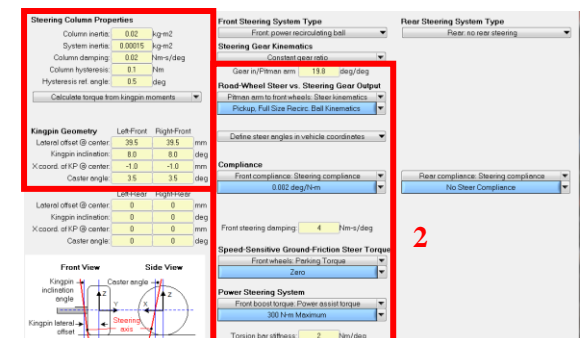 Steering Column Properties
Column inertia: 0.02 kg-m2
System inertia: 0.00015 kg-m2
Column damping: 0.02 Nm-s/deg
Column hysteresis: 0.1 Nm
Hysteresis ref. angle: 0.5 deg
Calculate torque from kingpin moments
Kingpin Geometry Left-Front Right-Front
Lateral offset @ center: 39.5 39.5 mm
Kingpin inclination: 8.0 8.0 deg
X coord. of KP @ center: -1.0 -1.0 mm
Caster angle: 3.5 3.5 deg
Left-Rear Right-Rear
Lateral offset @ center: 0 0 mm
Kingpin inclination: 0 0 deg
X coord. of KP @ center: 0 0 mm
Caster angle: 0 0 deg
Front View Side View
Kingpin inclination angle
Caster angle
Z
Y
X
Z
Kingpin lateral offset
Steering axis
Front Steering System Type
Front: power recirculating ball
Steering Gear Kinematics
Constant gear ratio
Gear in/Pitman arm 19.0 deg/deg
Road-Wheel Steer vs. Steering Gear Output
Pitman arm to front wheels: Steer kinematics
Pickup, Full Size Recirc. Ball Kinematics
Define steer angles in vehicle coordinates
Compliance
Front compliance: Steering compliance
0.002 deg/N-m
Front steering damping: 4 Nm-s/deg
Speed-Sensitive Ground-Friction Steer Torque
Front wheels: Parking Torque
Zero
Power Steering System
Front boost torque: Power assist torque
300 N-m Maximum
Torsion bar stiffness: 2 Nm/deg
Rear Steering System Type
Rear: no rear steering
Rear compliance: Steering compliance
No Steer Compliance
2